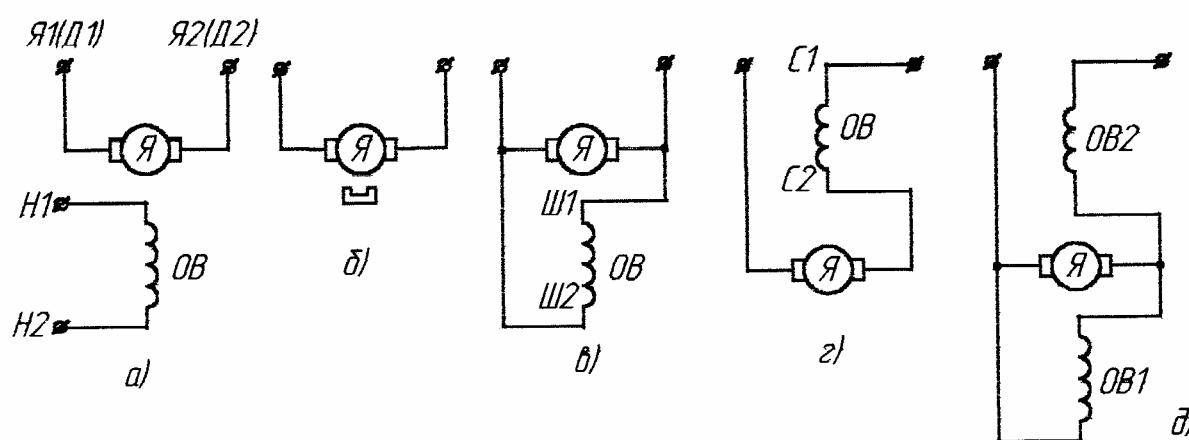 Я1(Д1) Я2(Д2)
Я
Н1
ОВ
Н2
а)
Я
б)
Я
Ш1
ОВ
Ш2
в)
С1
ОВ
С2
Я
г)
ОВ2
Я
ОВ1
д)